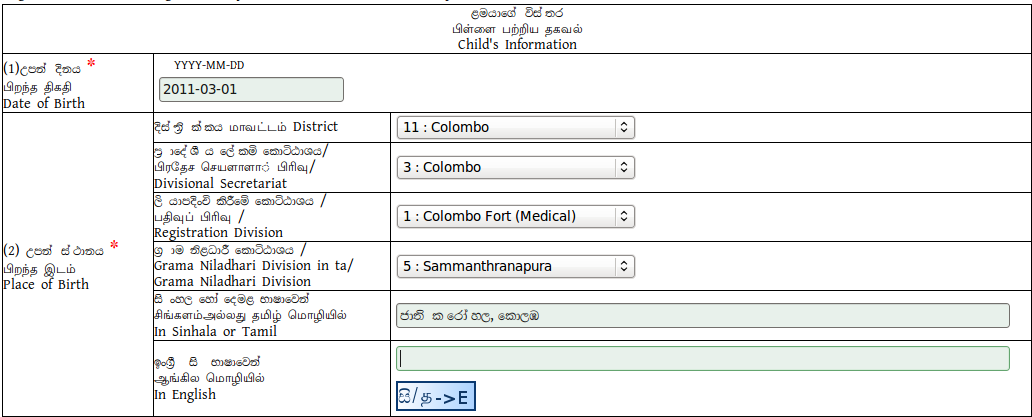 ළමයාගේ විස්තර
பிள்ளை பற்றிய தகவல்
Child's Information
(1)උපන් දිනය *
பிறந்த திகதி
Date of Birth
YYYY-MM-DD
2011-03-01
දිස්ත්‍රික්කය மாவட்டம் District
11 : Colombo
ප්‍රාදේශීය ලේකම් කොට්ඨාශය/
பிரதேச செயளாளர் பிரிவு/
Divisional Secretariat
3 : Colombo
ලියාපදිංචි කිරීමේ කොට්ඨාශය /
பதிவுப் பிரிவு /
Registration Division
1 : Colombo Fort (Medical)
(2) උපන් ස්ථානය *
பிறந்த இடம்
Place of Birth
ග්‍රාම නිළධාරී කොට්ඨාශය /
Grama Niladhari Division in ta/
Grama Niladhari Division
5 : Sammanthranapura
සිංහල හෝ දෙමළ භාෂාවෙන්
சிங்களம்அல்லது தமிழ் மொழியில்
In Sinhala or Tamil
ජාතික රෝහල, කොලඹ
ඉංග්‍රීසි භාෂාවෙන්
ஆங்கில மொழியில்
In English
සි/த->E